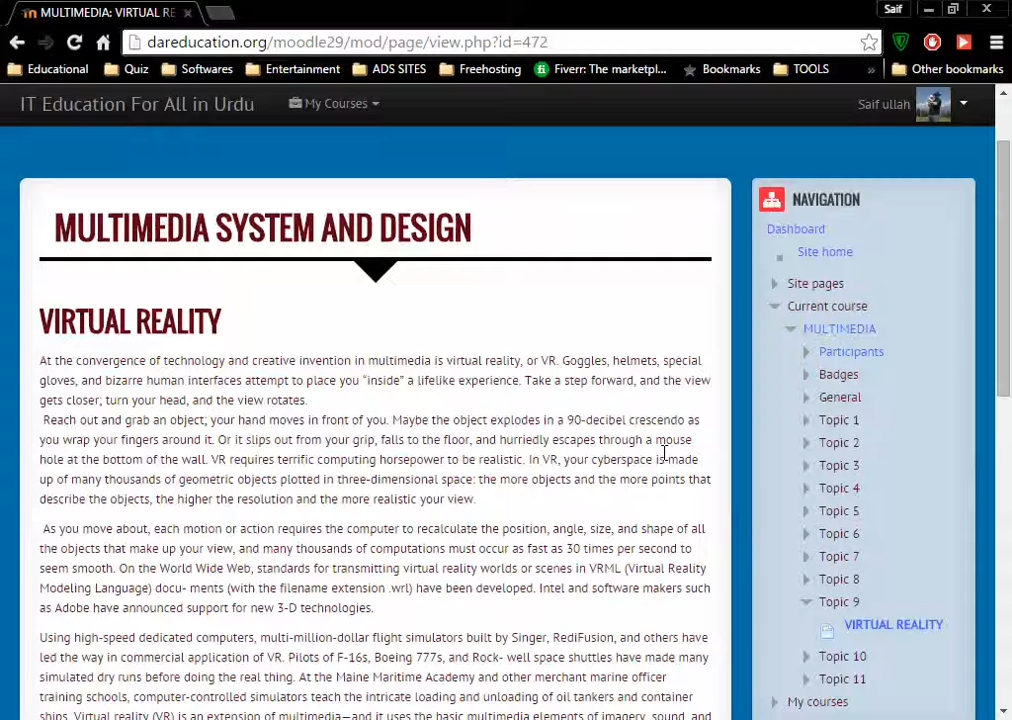 MULTIMEDIA: VIRTUAL RE
Saif
dareducation.org/moodle29/mod/page/view.php?id=472
Educational
Quiz
Softwares
Entertainment
ADS SITES
Freehosting
Fiverr: The marketpl...
Bookmarks
TOOLS
»
Other bookmarks
IT Education For All in Urdu
My Courses
Saif ullah
MULTIMEDIA SYSTEM AND DESIGN
VIRTUAL REALITY
At the convergence of technology and creative invention in multimedia is virtual reality, or VR. Goggles, helmets, special
gloves, and bizarre human interfaces attempt to place you “inside” a lifelike experience. Take a step forward, and the view
gets closer; turn your head, and the view rotates.
Reach out and grab an object; your hand moves in front of you. Maybe the object explodes in a 90-decibel crescendo as
you wrap your fingers around it. Or it slips out from your grip, falls to the floor, and hurriedly escapes through a mouse
hole at the bottom of the wall. VR requires terrific computing horsepower to be realistic. In VR, your cyberspace is made
up of many thousands of geometric objects plotted in three-dimensional space: the more objects and the more points that
describe the objects, the higher the resolution and the more realistic your view.
As you move about, each motion or action requires the computer to recalculate the position, angle, size, and shape of all
the objects that make up your view, and many thousands of computations must occur as fast as 30 times per second to
seem smooth. On the World Wide Web, standards for transmitting virtual reality worlds or scenes in VRML (Virtual Reality
Modeling Language) docu- ments (with the filename extension .wrl) have been developed. Intel and software makers such
as Adobe have announced support for new 3-D technologies.
Using high-speed dedicated computers, multi-million-dollar flight simulators built by Singer, RediFusion, and others have
led the way in commercial application of VR. Pilots of F-16s, Boeing 777s, and Rock- well space shuttles have made many
simulated dry runs before doing the real thing. At the Maine Maritime Academy and other merchant marine officer
training schools, computer-controlled simulators teach the intricate loading and unloading of oil tankers and container
ships. Virtual reality (VR) is an extension of multimedia—and it uses the basic multimedia elements of imagery, sound, and
NAVIGATION
Dashboard
Site home
Site pages
Current course
MULTIMEDIA
Participants
Badges
General
Topic 1
Topic 2
Topic 3
Topic 4
Topic 5
Topic 6
Topic 7
Topic 8
Topic 9
VIRTUAL REALITY
Topic 10
Topic 11
My courses